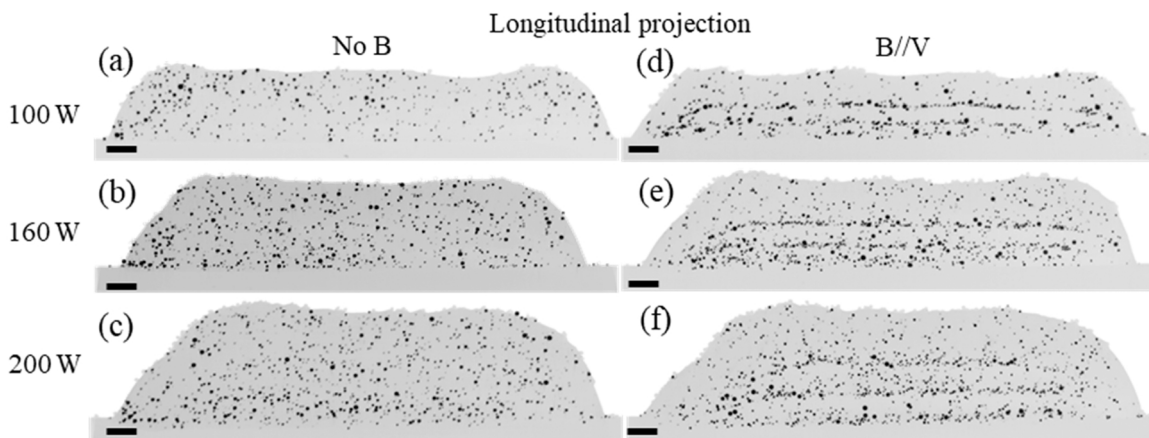 Longitudinal projection
No B
B//V
(a)
(d)
100 W
(b)
(e)
160 W
(c)
(f)
200 W